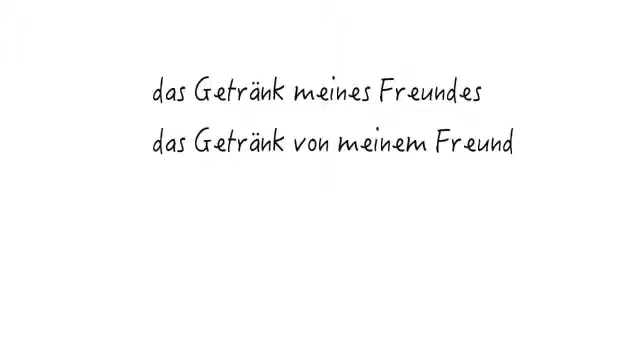 das Getränk meines Freundes
das Getränk von meinem Freund